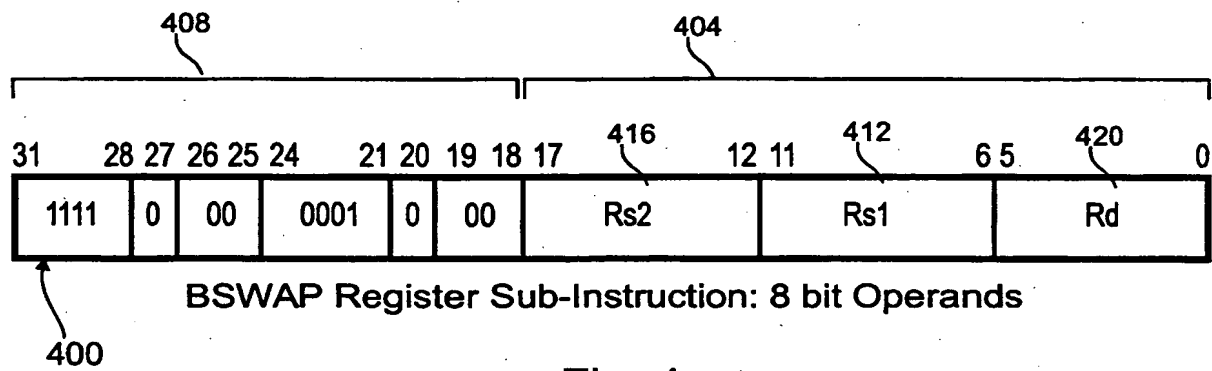 408 404
416 412 420
31 28 27 26 25 24 21 20 19 18 17 12 11 6 5 0
1111 0 00 0001 0 00 Rs2 Rs1 Rd
BSWAP Register Sub-Instruction: 8 bit Operands
400